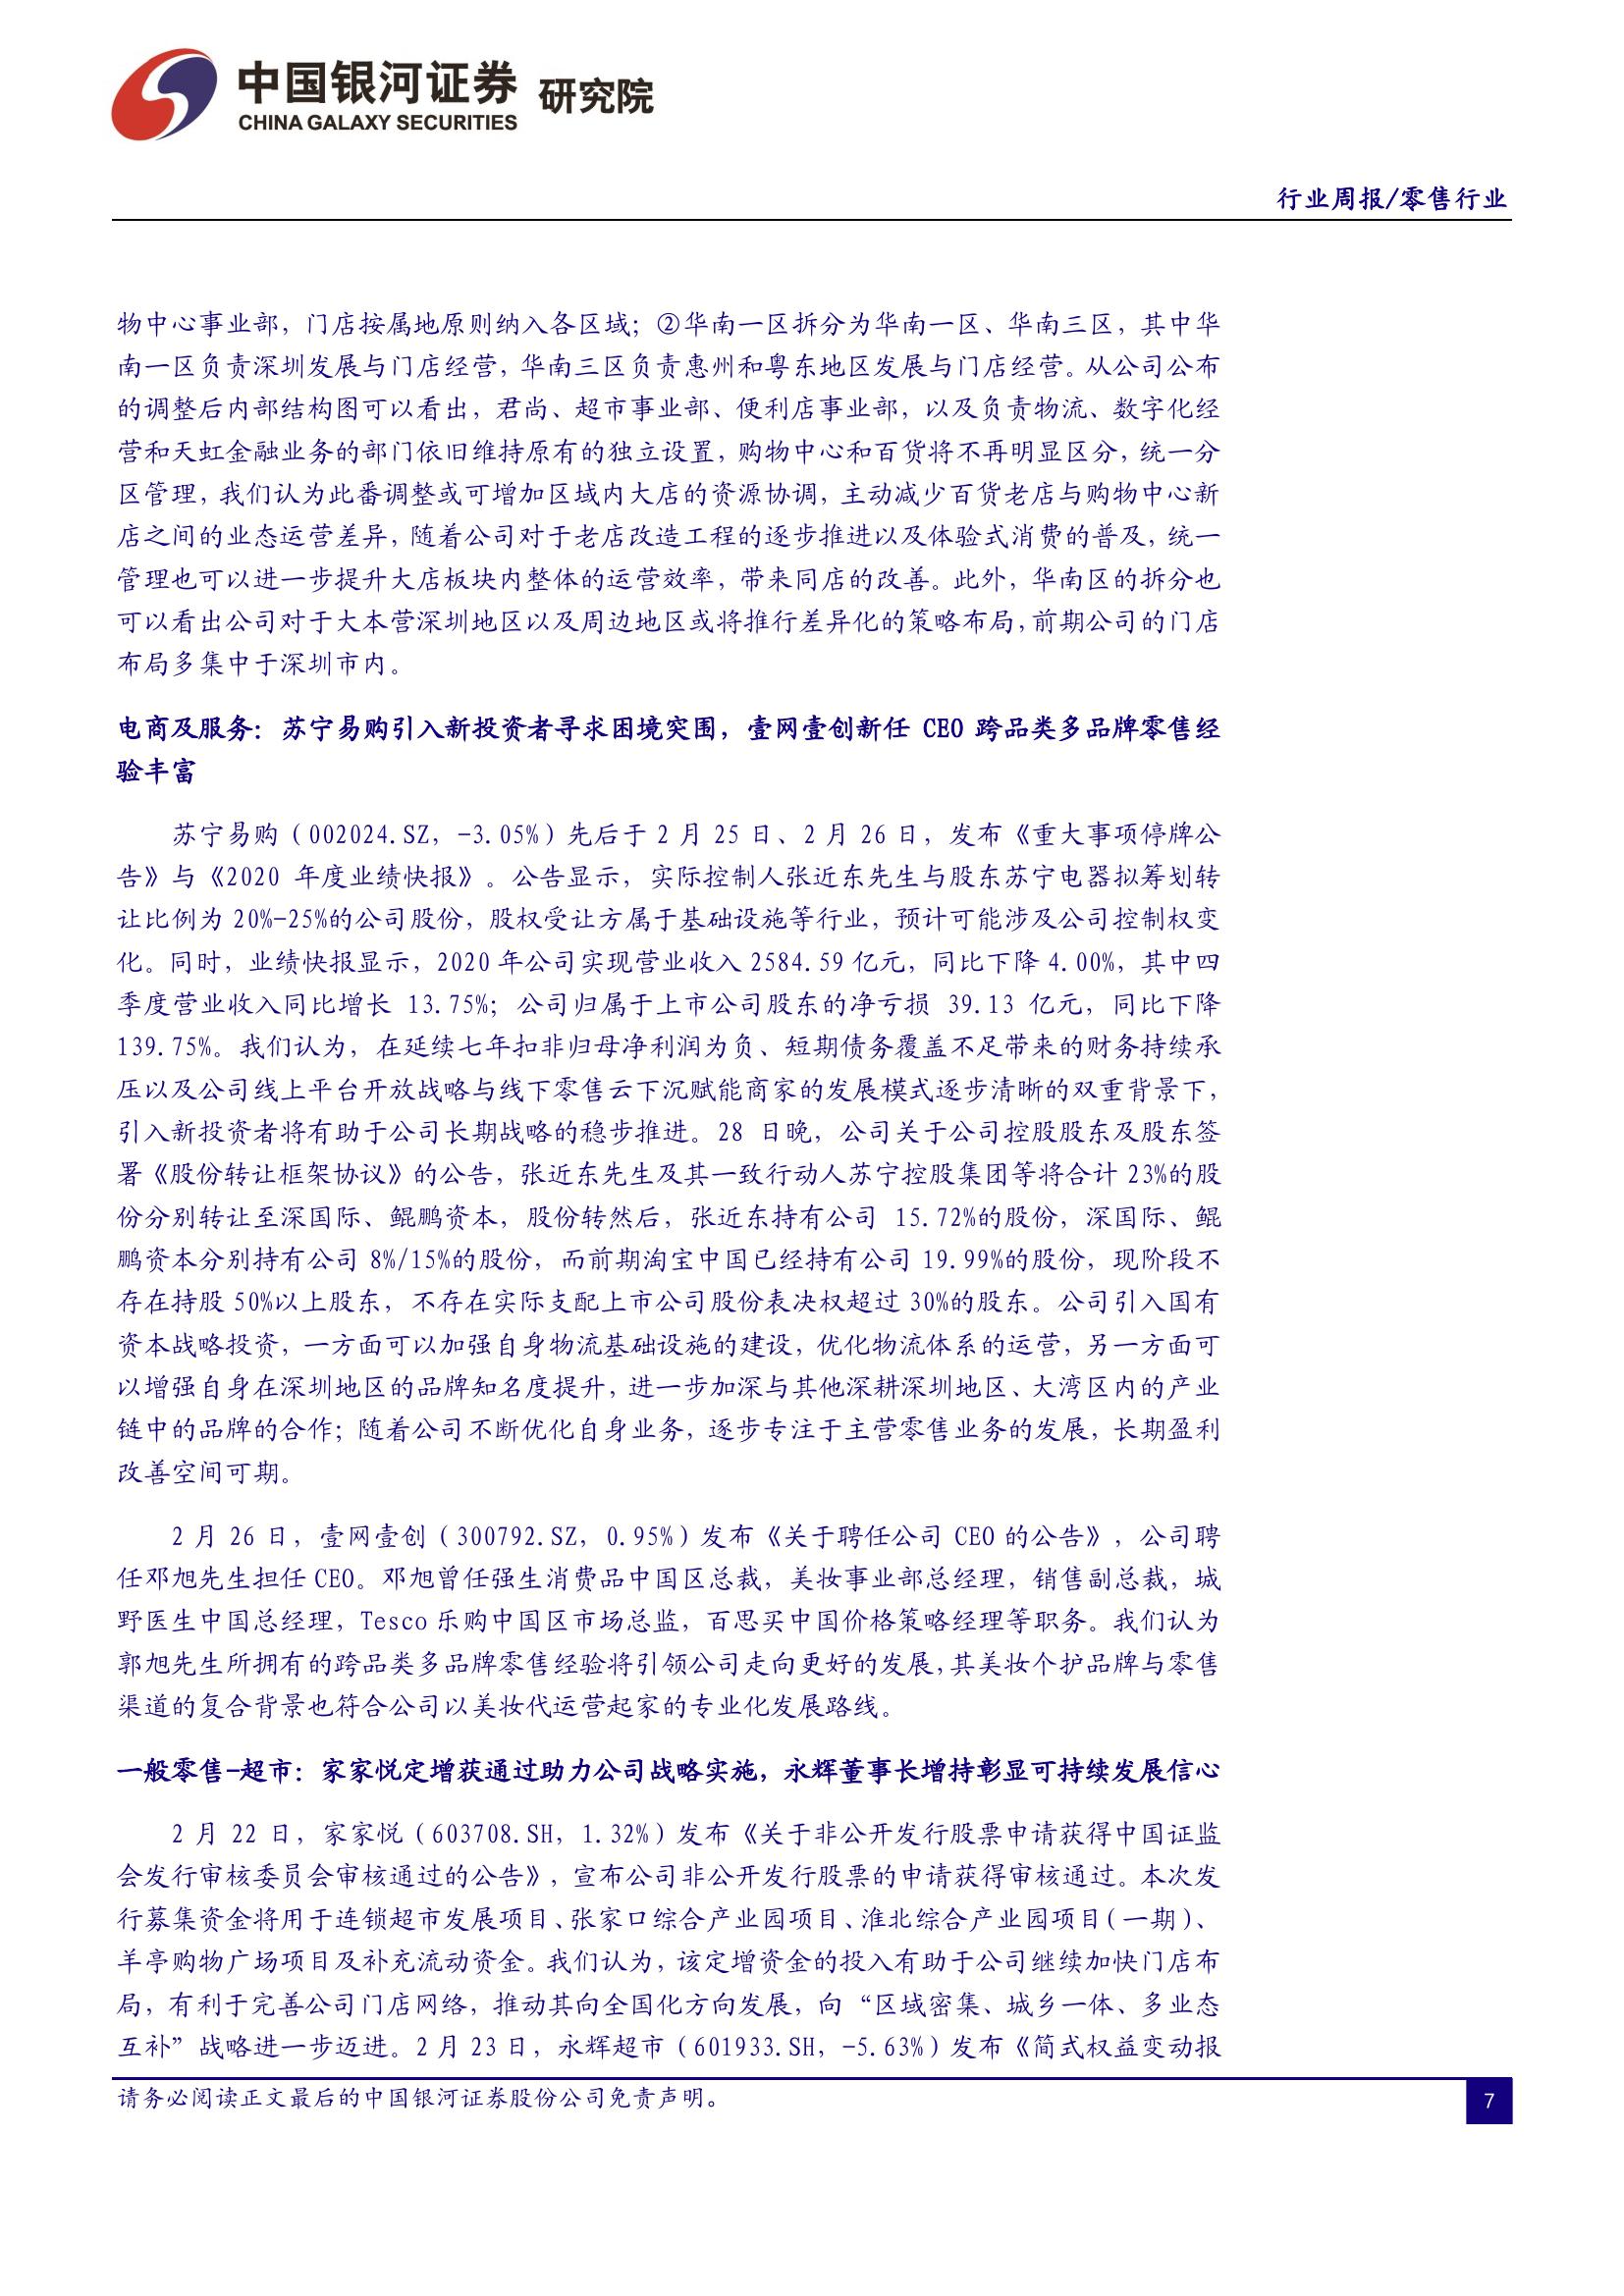 中国银河证券 研究院
CHINA GALAXY SECURITIES
行业周报/零售行业
物中心事业部，门店按属地原则纳入各区域；②华南一区拆分为华南一区、华南三区，其中华
南一区负责深圳发展与门店经营，华南三区负责惠州和粤东地区发展与门店经营。从公司公布
的调整后内部结构图可以看出，君尚、超市事业部、便利店事业部，以及负责物流、数字化经
营和天虹金融业务的部门依旧维持原有的独立设置，购物中心和百货将不再明显区分，统一分
区管理，我们认为此番调整或可增加区域内大店的资源协调，主动减少百货老店与购物中心新
店之间的业态运营差异，随着公司对于老店改造工程的逐步推进以及体验式消费的普及，统一
管理也可以进一步提升大店板块内整体的运营效率，带来同店的改善。此外，华南区的拆分也
可以看出公司对于大本营深圳地区以及周边地区或将推行差异化的策略布局，前期公司的门店
布局多集中于深圳市内。
电商及服务：苏宁易购引入新投资者寻求困境突围，壹网壹创新任 CEO 跨品类多品牌零售经
验丰富
苏宁易购（002024.SZ，-3.05%）先后于 2 月 25 日、2 月 26 日，发布《重大事项停牌公
告》与《2020 年度业绩快报》。公告显示，实际控制人张近东先生与股东苏宁电器拟筹划转
让比例为 20%-25%的公司股份，股权受让方属于基础设施等行业，预计可能涉及公司控制权变
化。同时，业绩快报显示，2020 年公司实现营业收入 2584.59 亿元，同比下降 4.00%，其中四
季度营业收入同比增长 13.75%；公司归属于上市公司股东的净亏损 39.13 亿元，同比下降
139.75%。我们认为，在延续七年扣非归母净利润为负、短期债务覆盖不足带来的财务持续承
压以及公司线上平台开放战略与线下零售云下沉赋能商家的发展模式逐步清晰的双重背景下，
引入新投资者将有助于公司长期战略的稳步推进。28 日晚，公司关于公司控股股东及股东签
署《股份转让框架协议》的公告，张近东先生及其一致行动人苏宁控股集团等将合计 23%的股
份分别转让至深国际、鲲鹏资本，股份转然后，张近东持有公司 15.72%的股份，深国际、鲲
鹏资本分别持有公司 8%/15%的股份，而前期淘宝中国已经持有公司 19.99%的股份，现阶段不
存在持股 50%以上股东，不存在实际支配上市公司股份表决权超过 30%的股东。公司引入国有
资本战略投资，一方面可以加强自身物流基础设施的建设，优化物流体系的运营，另一方面可
以增强自身在深圳地区的品牌知名度提升，进一步加深与其他深耕深圳地区、大湾区内的产业
链中的品牌的合作；随着公司不断优化自身业务，逐步专注于主营零售业务的发展，长期盈利
改善空间可期。
2 月 26 日，壹网壹创（300792.SZ，0.95%）发布《关于聘任公司 CEO 的公告》，公司聘
任邓旭先生担任 CEO。邓旭曾任强生消费品中国区总裁，美妆事业部总经理，销售副总裁，城
野医生中国总经理，Tesco 乐购中国区市场总监，百思买中国价格策略经理等职务。我们认为
郭旭先生所拥有的跨品类多品牌零售经验将引领公司走向更好的发展，其美妆个护品牌与零售
渠道的复合背景也符合公司以美妆代运营起家的专业化发展路线。
一般零售-超市：家家悦定增获通过助力公司战略实施，永辉董事长增持彰显可持续发展信心
2 月 22 日，家家悦（603708.SH，1.32%）发布《关于非公开发行股票申请获得中国证监
会发行审核委员会审核通过的公告》，宣布公司非公开发行股票的申请获得审核通过。本次发
行募集资金将用于连锁超市发展项目、张家口综合产业园项目、淮北综合产业园项目（一期）、
羊亭购物广场项目及补充流动资金。我们认为，该定增资金的投入有助于公司继续加快门店布
局，有利于完善公司门店网络，推动其向全国化方向发展，向“区域密集、城乡一体、多业态
互补”战略进一步迈进。2 月 23 日，永辉超市（601933.SH，-5.63%）发布《简式权益变动报
请务必阅读正文最后的中国银河证券股份公司免责声明。
7